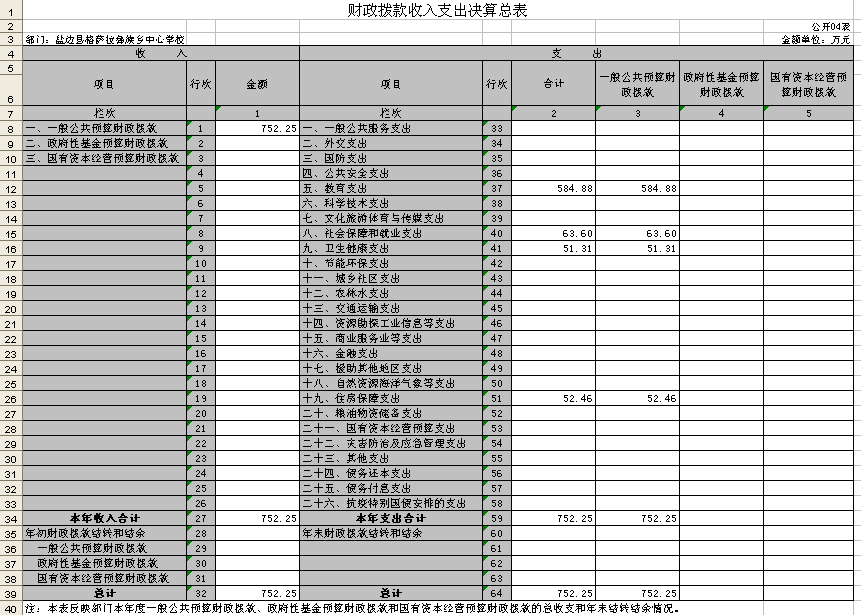 财政拨款收入支出决算总表
公开04表
部门：盐边县格萨拉彝族乡中心学校 金额单位：万元
收 入 支 出
项目 行次 金额 项目 行次 合计 一般公共预算财政拨款 政府性基金预算财政拨款 国有资本经营预算财政拨款
栏次 1 栏次 2 3 4 5
一、一般公共预算财政拨款 1 752.25 一、一般公共服务支出 33
二、政府性基金预算财政拨款 2 二、外交支出 34
三、国有资本经营预算财政拨款 3 三、国防支出 35
4 四、公共安全支出 36
5 五、教育支出 37 584.88 584.88
6 六、科学技术支出 38
7 七、文化旅游体育与传媒支出 39
8 八、社会保障和就业支出 40 63.60 63.60
9 九、卫生健康支出 41 51.31 51.31
10 十、节能环保支出 42
11 十一、城乡社区支出 43
12 十二、农林水支出 44
13 十三、交通运输支出 45
14 十四、资源勘探工业信息等支出 46
15 十五、商业服务业等支出 47
16 十六、金融支出 48
17 十七、援助其他地区支出 49
18 十八、自然资源海洋气象等支出 50
19 十九、住房保障支出 51 52.46 52.46
20 二十、粮油物资储备支出 52
21 二十一、国有资本经营预算支出 53
22 二十二、灾害防治及应急管理支出 54
23 二十三、其他支出 55
24 二十四、债务还本支出 56
25 二十五、债务付息支出 57
26 二十六、抗疫特别国债安排的支出 58
本年收入合计 27 752.25 本年支出合计 59 752.25 752.25
年初财政拨款结转和结余 28 年末财政拨款结转和结余 60
一般公共预算财政拨款 29 61
政府性基金预算财政拨款 30 62
国有资本经营预算财政拨款 31 63
总计 32 752.25 总计 64 752.25 752.25
注：本表反映部门本年度一般公共预算财政拨款、政府性基金预算财政拨款和国有资本经营预算财政拨款的总收支和年末结转结余情况。